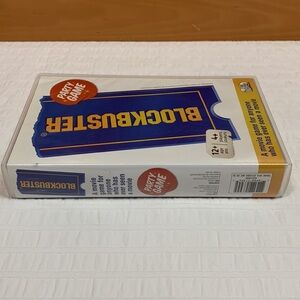 PARTY
GAME
BLOCKBUSTER®
12+
4+
A movie game for anyone
who has ever seen a movie
BLOCKBUSTER®
A movie
game for
anyone
who has
ever seen
a movie
PARTY
GAME